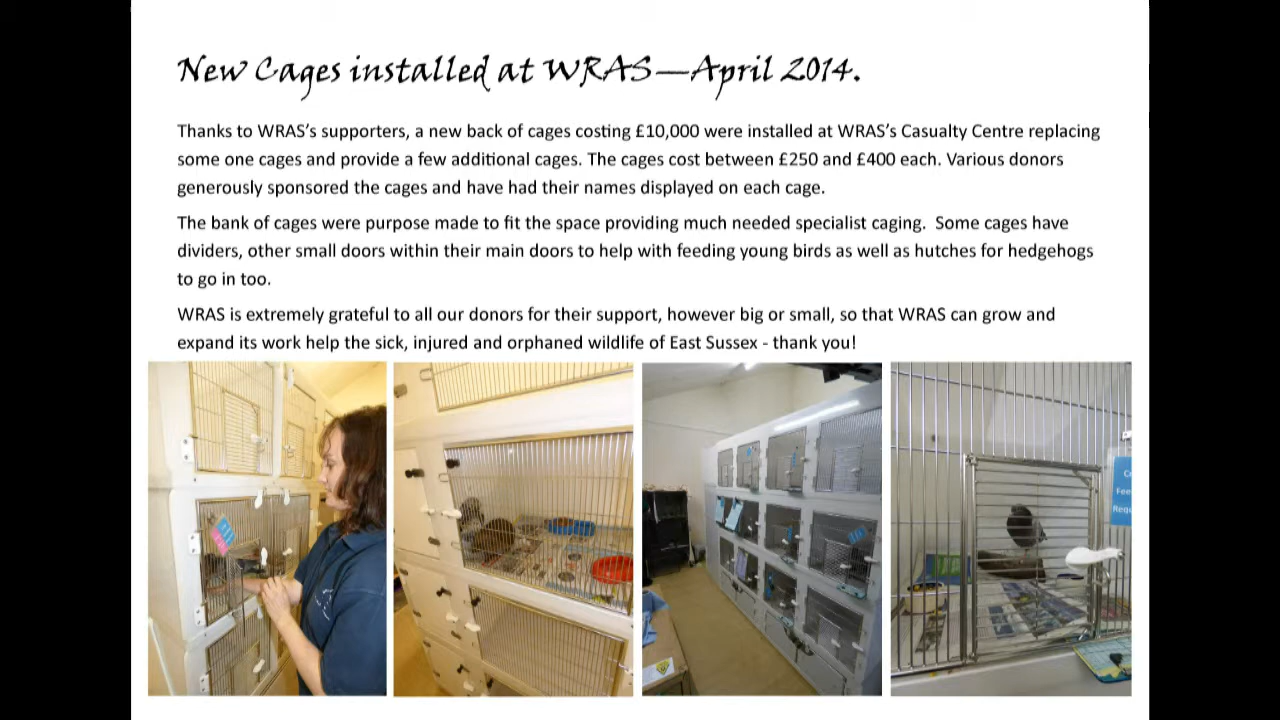 New Cages installed at WRAS—April 2014.
Thanks to WRAS’s supporters, a new back of cages costing £10,000 were installed at WRAS’s Casualty Centre replacing
some one cages and provide a few additional cages. The cages cost between £250 and £400 each. Various donors
generously sponsored the cages and have had their names displayed on each cage.
The bank of cages were purpose made to fit the space providing much needed specialist caging.  Some cages have
dividers, other small doors within their main doors to help with feeding young birds as well as hutches for hedgehogs
to go in too.
WRAS is extremely grateful to all our donors for their support, however big or small, so that WRAS can grow and
expand its work help the sick, injured and orphaned wildlife of East Sussex - thank you!